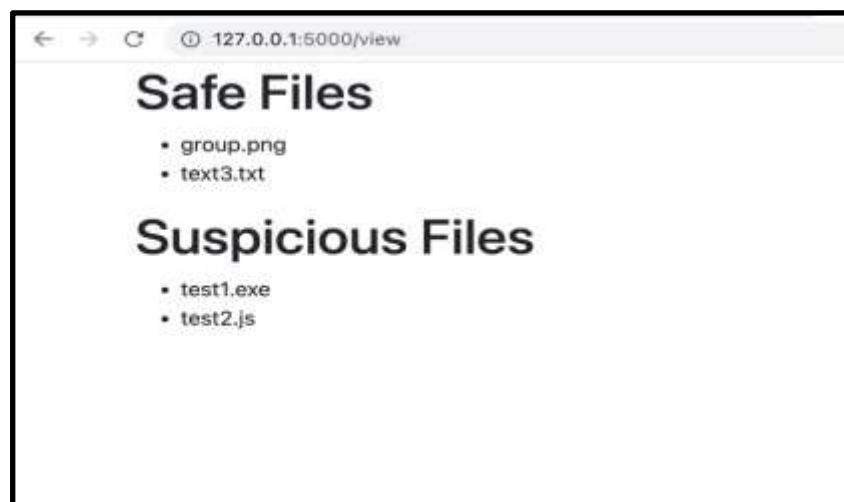 127.0.0.1:5000/view
Safe Files
group.png
text3.txt
Suspicious Files
test1.exe
test2.js